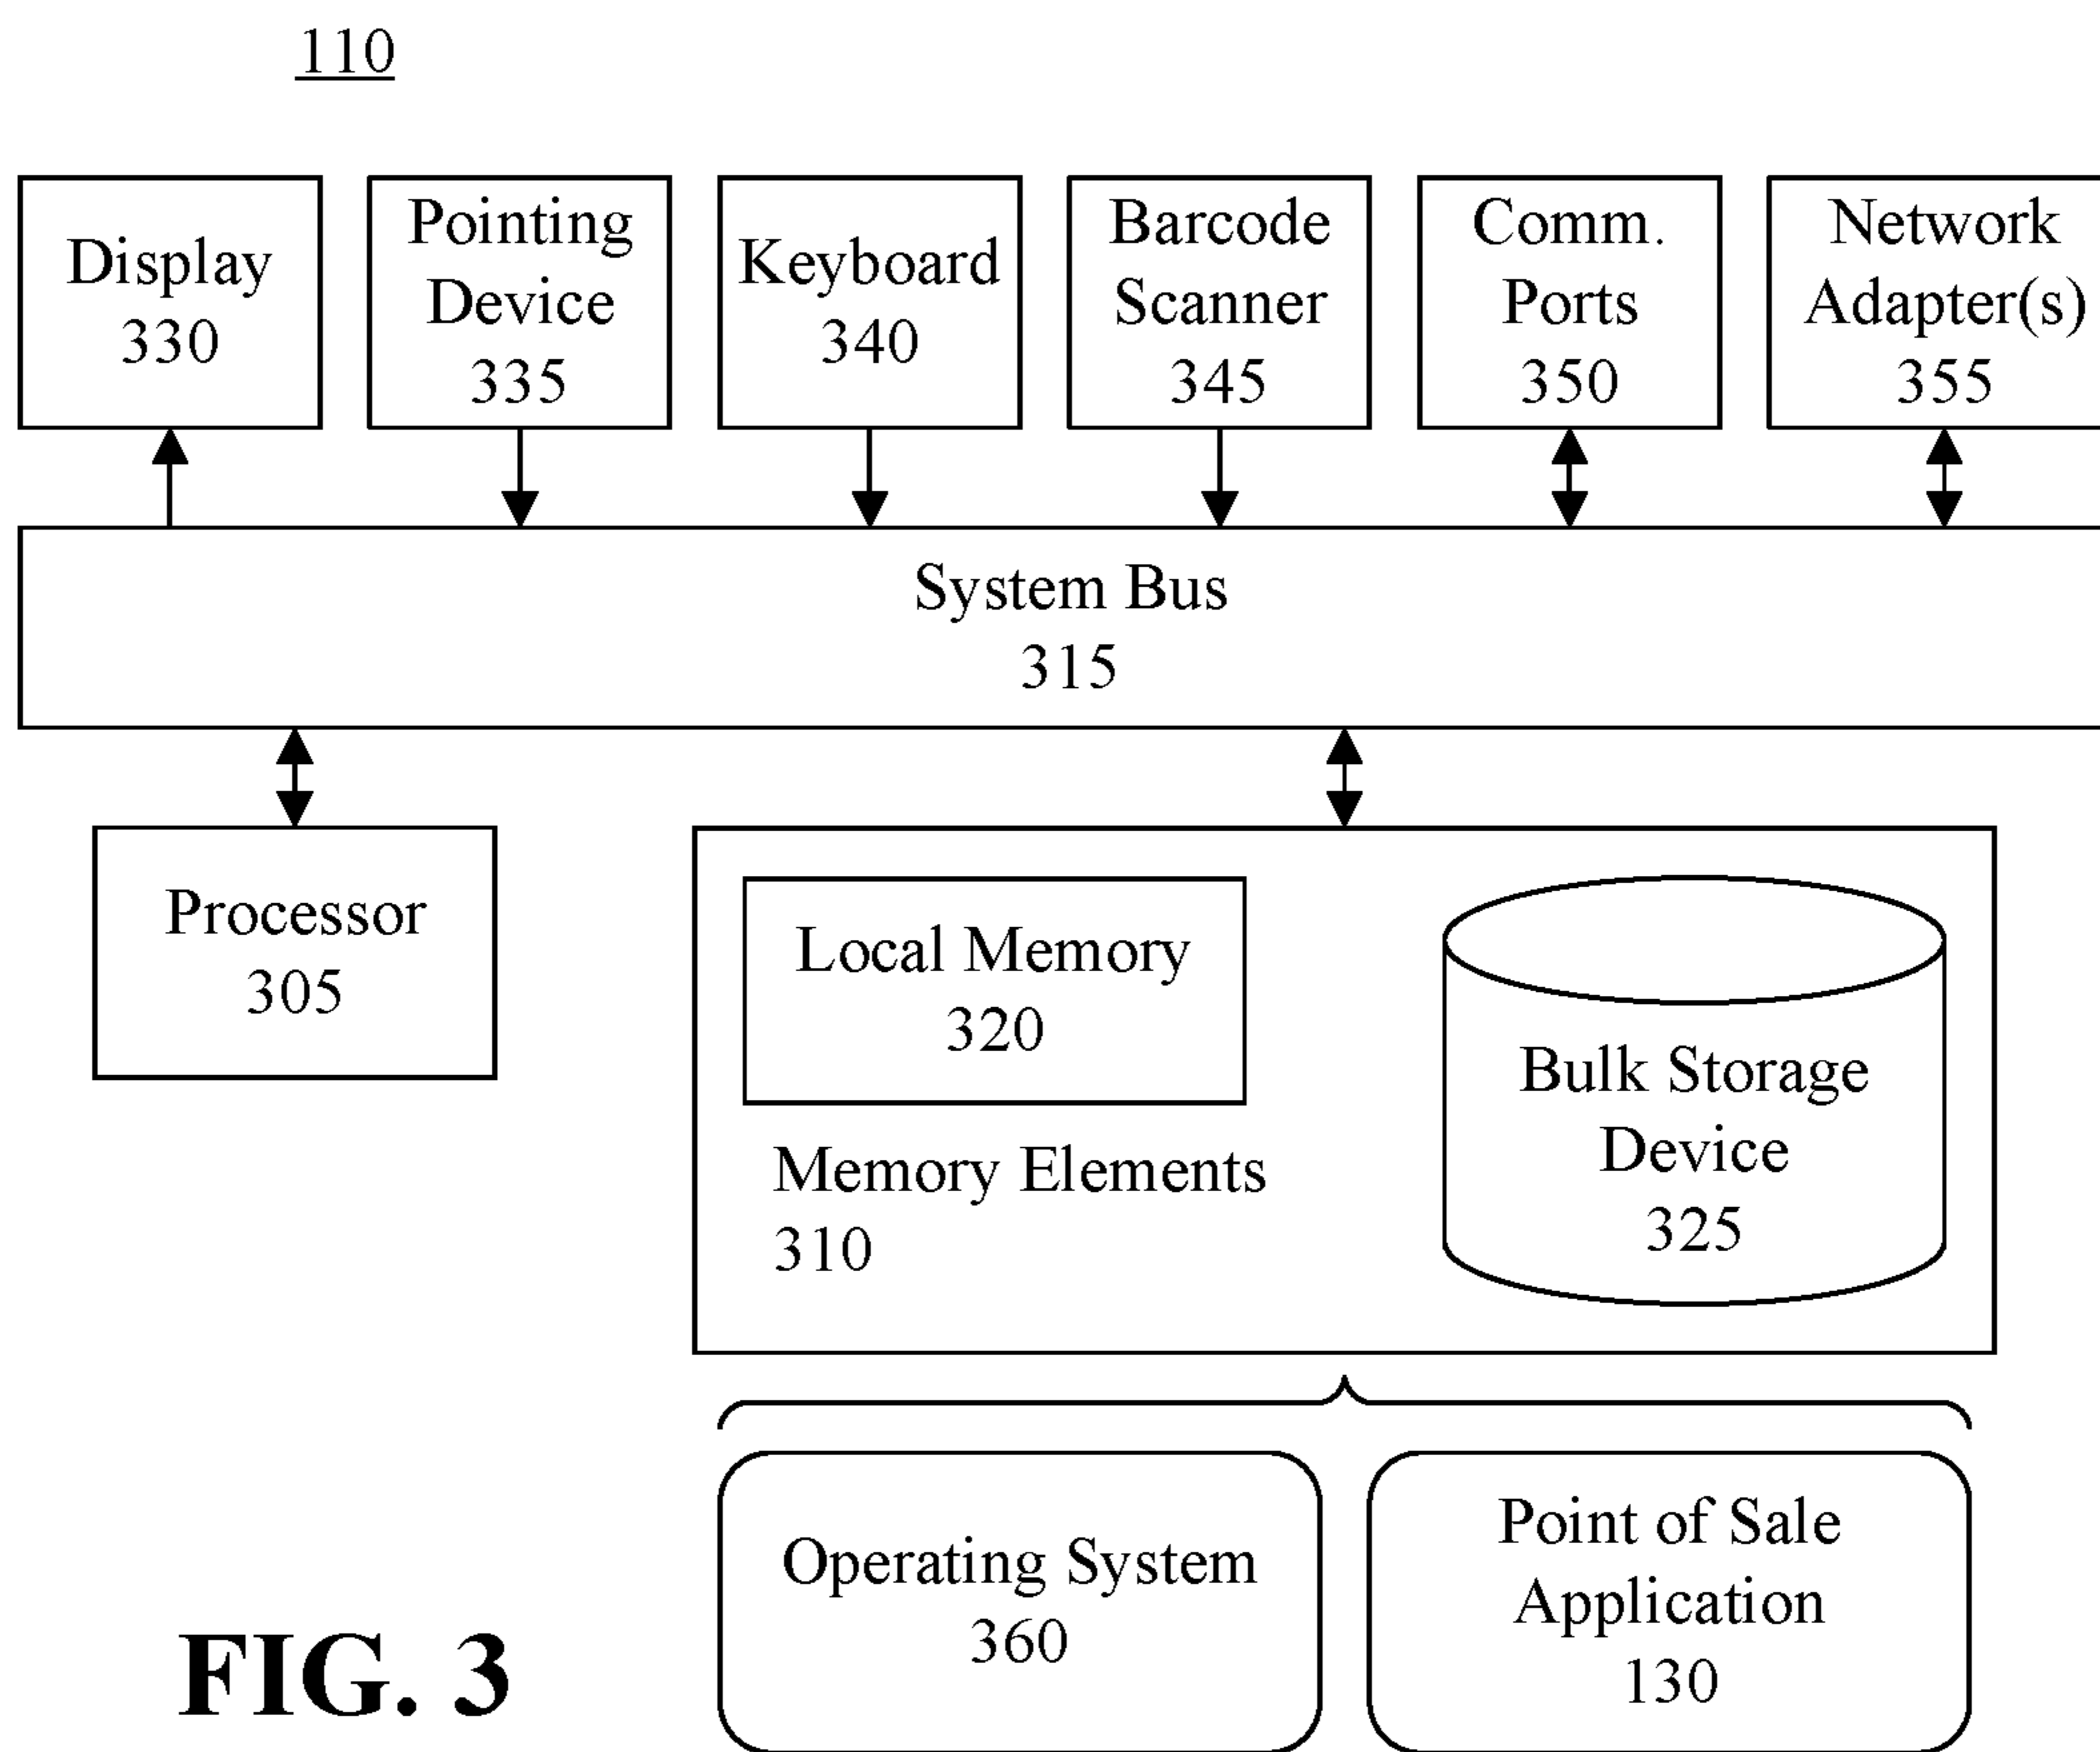 110
Display
330
Pointing
Device
335
Keyboard
340
Barcode
Scanner
345
Comm.
Ports
350
Network
Adapter(s)
355
System Bus
315
Processor
305
Local Memory
320
Memory Elements
310
Bulk Storage
Device
325
Operating System
360
Point of Sale
Application
130
FIG. 3